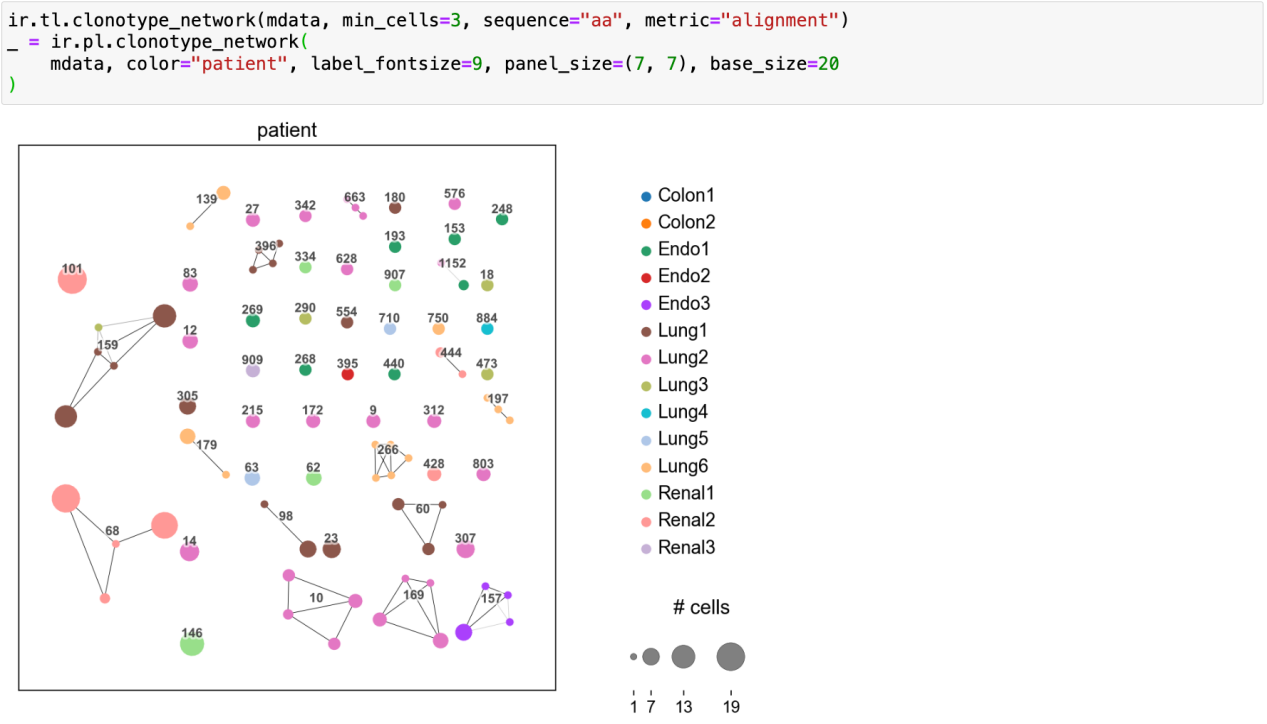 ir.tl.clonotype_network(mdata, min_cells=3, sequence="aa", metric="alignment")
_ = ir.pl.clonotype_network(
    mdata, color="patient", label_fontsize=9, panel_size=(7, 7), base_size=20
)
patient
139
27
342
663
180
576
248
396
193
153
101
83
334
628
907
1152
18
159
12
269
290
554
710
750
884
909
268
395
440
444
473
305
215
172
9
312
197
179
63
62
266
428
803
68
14
98
23
60
307
10
169
157
146
Colon1
Colon2
Endo1
Endo2
Endo3
Lung1
Lung2
Lung3
Lung4
Lung5
Lung6
Renal1
Renal2
Renal3
# cells
1 7 13 19